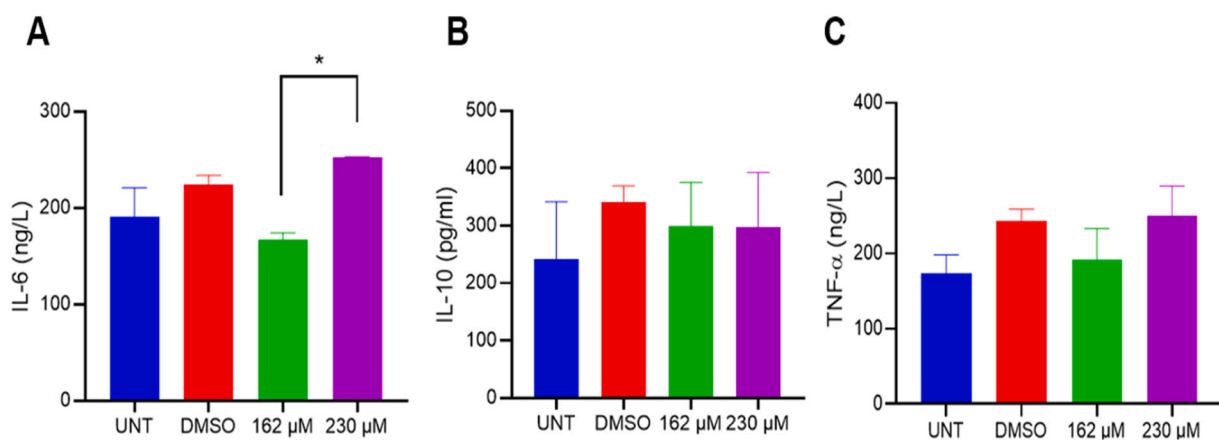 A
*
300
200
100
0
IL-6 (ng/L)
UNT DMSO 162 µM 230 µM
B
500
400
300
200
100
0
IL-10 (pg/ml)
UNT DMSO 162 µM 230 µM
C
400
300
200
100
0
TNF-α (ng/L)
UNT DMSO 162 µM 230 µM